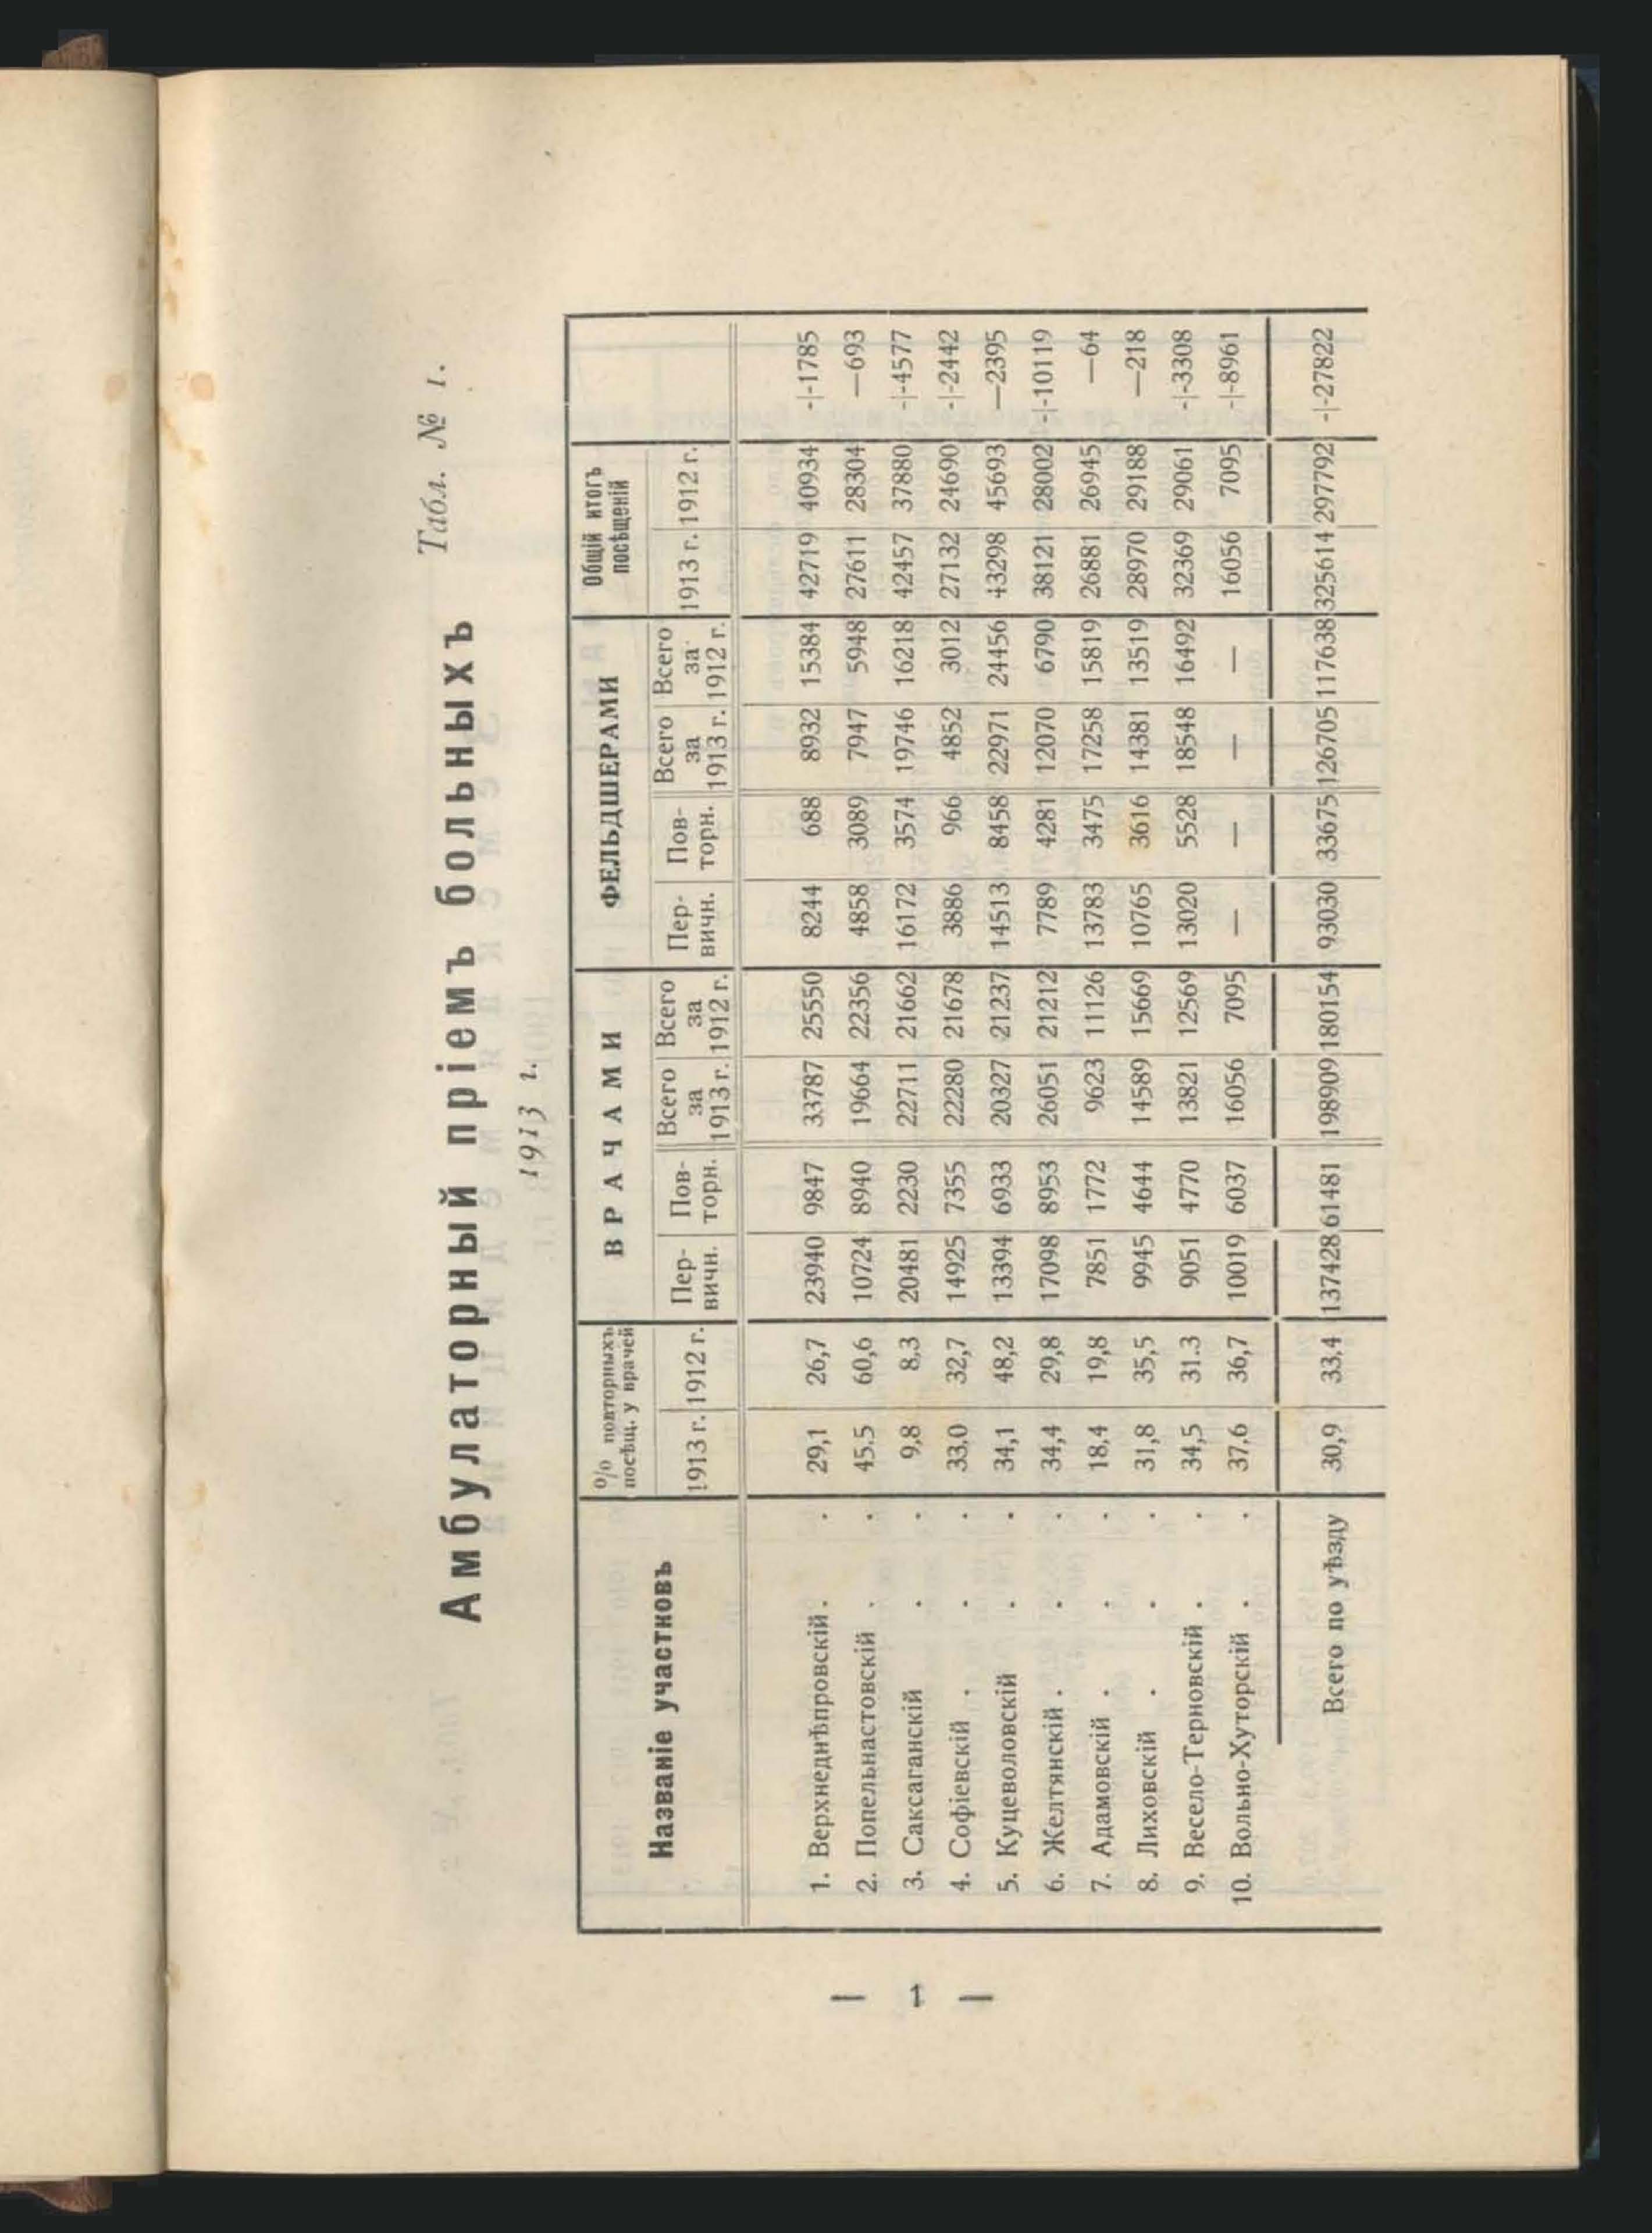 Табл. № 1.
Амбулаторный пріемъ больныхъ
1913 г.
Названіе участковъ | % повторныхъ посѣщ. у врачей | ВРАЧАМИ | ФЕЛЬДШЕРАМИ | Общій итогъ посѣщеній
1913 г. | 1912 г. | Пер-вичн. | Пов-торн. | Всего за 1913 г. | Всего за 1912 г. | Пер-вичн. | Пов-торн. | Всего за 1913 г. | Всего за 1912 г. | 1913 г. | 1912 г.
1. Верхнеднѣпровскій . . 29,1 26,7 23940 9847 33787 25550 8244 688 8932 15384 42719 40934 -|-1785
2. Попельнастовскій . . 45.5 60,6 10724 8940 19664 22356 4858 3089 7947 5948 27611 28304 —693
3. Саксаганскій . . 9,8 8,3 20481 2230 22711 21662 16172 3574 19746 16218 42457 37880 -|-4577
4. Софіевскій . . . 33,0 32,7 14925 7355 22280 21678 3886 966 4852 3012 27132 24690 -|-2442
5. Куцеволовскій . . 34,1 48,2 13394 6933 20327 21237 14513 8458 22971 24456 43298 45693 —2395
6. Желтянскій . . . 34,4 29,8 17098 8953 26051 21212 7789 4281 12070 6790 38121 28002 -|-10119
7. Адамовскій . . . 18,4 19,8 7851 1772 9623 11126 13783 3475 17258 15819 26881 26945 —64
8. Лиховскій . . . 31,8 35,5 9945 4644 14589 15669 10765 3616 14381 13519 28970 29188 —218
9. Весело-Терновскій . . 34,5 31.3 9051 4770 13821 12569 13020 5528 18548 16492 32369 29061 -|-3308
10. Вольно-Хуторскій . . 37,6 36,7 10019 6037 16056 7095 — — — — 16056 7095 -|-8961
Всего по уѣзду 30,9 33,4 137428 61481 198909 180154 93030 33675 126705 117638 325614 297792 -|-27822
— 1 —